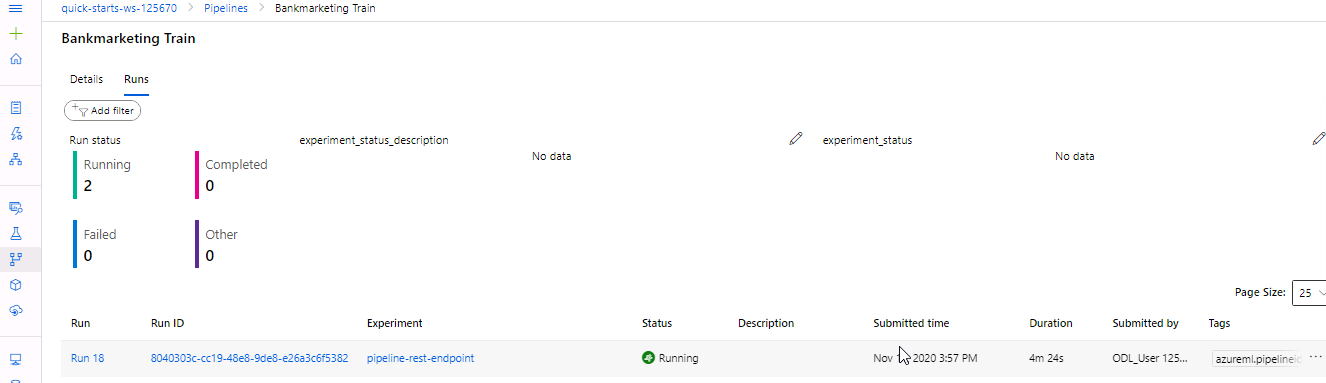 quick-starts-ws-125670 > Pipelines > Bankmarketing Train
Bankmarketing Train
Details Runs
Add filter
Run status
Running
2
Completed
0
Failed
0
Other
0
experiment_status_description
No data
experiment_status
No data
Page Size: 25
Run Run ID Experiment Status Description Submitted time Duration Submitted by Tags
Run 18 8040303c-cc19-48e8-9de8-e26a3c6f5382 pipeline-rest-endpoint Running Nov 2020 3:57 PM 4m 24s ODL_User 125... azureml.pipelineid ...